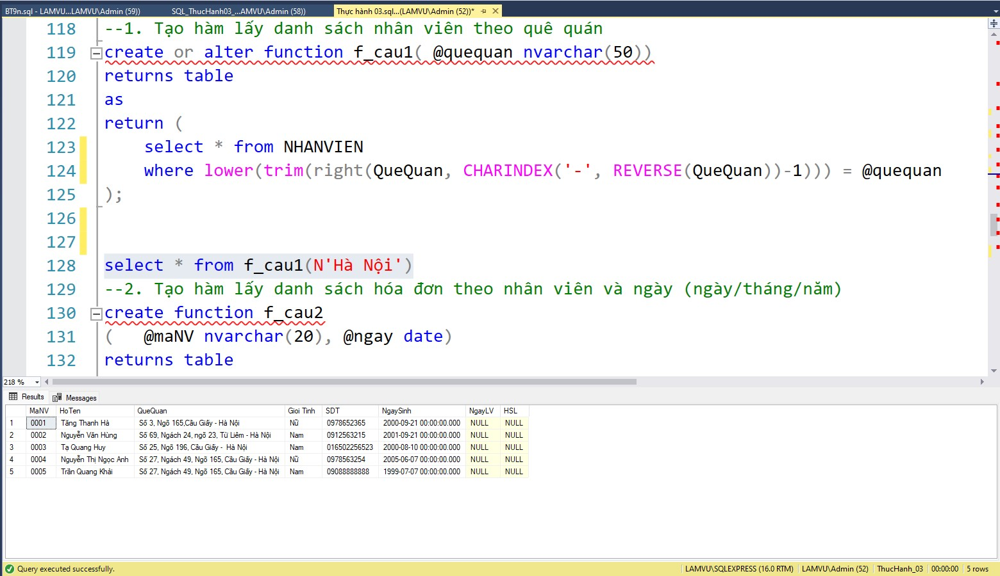 BT9n.sql - LAMVU...LAMVU\Admin (59)) SQL_ThucHanh03_...AMVU\Admin (58)) Thực hành 03.sql...(LAMVU\Admin (52))*
118 --1. Tạo hàm lấy danh sách nhân viên theo quê quán
119 create or alter function f_cau1( @quequan nvarchar(50))
120 returns table
121 as
122 return (
123 select * from NHANVIEN
124 where lower(trim(right(QueQuan, CHARINDEX('-', REVERSE(QueQuan))-1))) = @quequan
125 );
126
127
128 select * from f_cau1(N'Hà Nội')
129 --2. Tạo hàm lấy danh sách hóa đơn theo nhân viên và ngày (ngày/tháng/năm)
130 create function f_cau2
131 ( @maNV nvarchar(20), @ngay date)
132 returns table
218 %
Results Messages
MaNV HoTen QueQuan Gioi Tinh SDT NgaySinh NgayLV HSL
1 0001 Tăng Thanh Hà Số 3, Ngõ 165,Cầu Giấy - Hà Nội Nữ 0978652365 2000-09-21 00:00:00.000 NULL NULL
2 0002 Nguyễn Văn Hùng Số 69, Ngách 24, ngõ 23, Từ Liêm - Hà Nội Nam 0912563215 2001-09-21 00:00:00.000 NULL NULL
3 0003 Tạ Quang Huy Số 25, Ngõ 196, Cầu Giấy - Hà Nội Nam 016502256523 2000-08-10 00:00:00.000 NULL NULL
4 0004 Nguyễn Thị Ngọc Anh Số 27, Ngách 49, Ngõ 165, Cầu Giấy - Hà Nội Nữ 0978563254 2005-06-07 00:00:00.000 NULL NULL
5 0005 Trần Quang Khải Số 27, Ngách 49, Ngõ 165, Cầu Giấy - Hà Nội Nam 09088888888 1999-07-07 00:00:00.000 NULL NULL
Query executed successfully. LAMVU\SQLEXPRESS (16.0 RTM) LAMVU\Admin (52) ThucHanh_03 00:00:00 5 rows